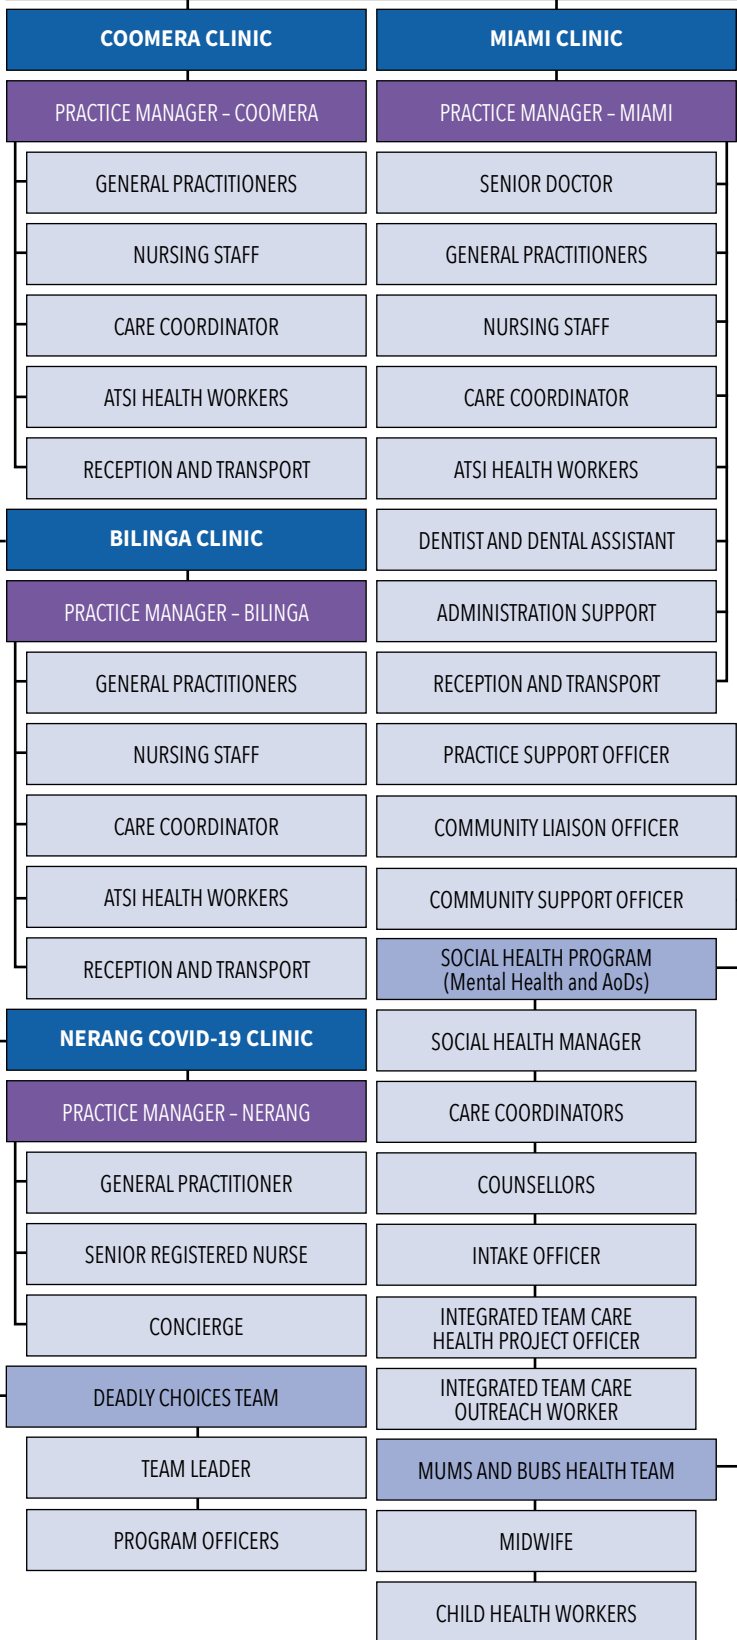 COOMERA CLINIC
PRACTICE MANAGER – COOMERA
GENERAL PRACTITIONERS
NURSING STAFF
CARE COORDINATOR
ATSI HEALTH WORKERS
RECEPTION AND TRANSPORT
BILINGA CLINIC
PRACTICE MANAGER – BILINGA
GENERAL PRACTITIONERS
NURSING STAFF
CARE COORDINATOR
ATSI HEALTH WORKERS
RECEPTION AND TRANSPORT
NERANG COVID-19 CLINIC
PRACTICE MANAGER – NERANG
GENERAL PRACTITIONER
SENIOR REGISTERED NURSE
CONCIERGE
DEADLY CHOICES TEAM
TEAM LEADER
PROGRAM OFFICERS
MIAMI CLINIC
PRACTICE MANAGER – MIAMI
SENIOR DOCTOR
GENERAL PRACTITIONERS
NURSING STAFF
CARE COORDINATOR
ATSI HEALTH WORKERS
DENTIST AND DENTAL ASSISTANT
ADMINISTRATION SUPPORT
RECEPTION AND TRANSPORT
PRACTICE SUPPORT OFFICER
COMMUNITY LIAISON OFFICER
COMMUNITY SUPPORT OFFICER
SOCIAL HEALTH PROGRAM
(Mental Health and AoDs)
SOCIAL HEALTH MANAGER
CARE COORDINATORS
COUNSELLORS
INTAKE OFFICER
INTEGRATED TEAM CARE
HEALTH PROJECT OFFICER
INTEGRATED TEAM CARE
OUTREACH WORKER
MUMS AND BUBS HEALTH TEAM
MIDWIFE
CHILD HEALTH WORKERS